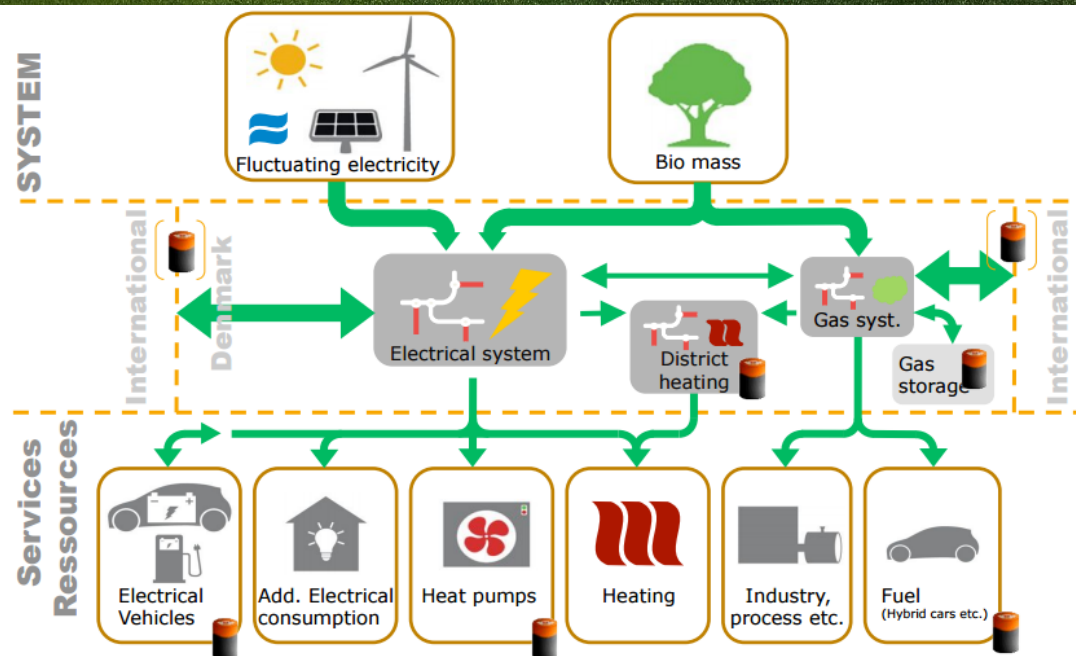 SYSTEM
Fluctuating electricity
Bio mass
International
Denmark
International
Electrical system
District
heating
Gas syst.
Gas
storage
Services
Ressources
Electrical
Vehicles
Add. Electrical
consumption
Heat pumps
Heating
Industry,
process etc.
Fuel
(Hybrid cars etc.)